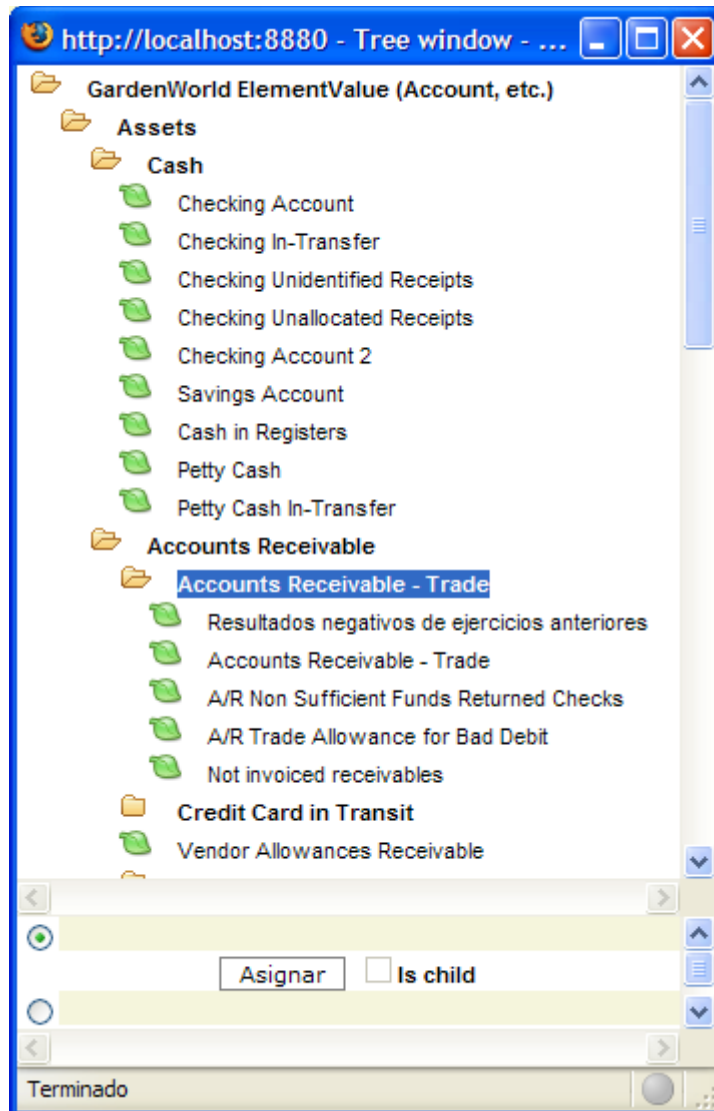 http://localhost:8880 - Tree window - ...
GardenWorld ElementValue (Account, etc.)
Assets
Cash
Checking Account
Checking In-Transfer
Checking Unidentified Receipts
Checking Unallocated Receipts
Checking Account 2
Savings Account
Cash in Registers
Petty Cash
Petty Cash In-Transfer
Accounts Receivable
Accounts Receivable - Trade
Resultados negativos de ejercicios anteriores
Accounts Receivable - Trade
A/R Non Sufficient Funds Returned Checks
A/R Trade Allowance for Bad Debit
Not invoiced receivables
Credit Card in Transit
Vendor Allowances Receivable
Asignar Is child
Terminado